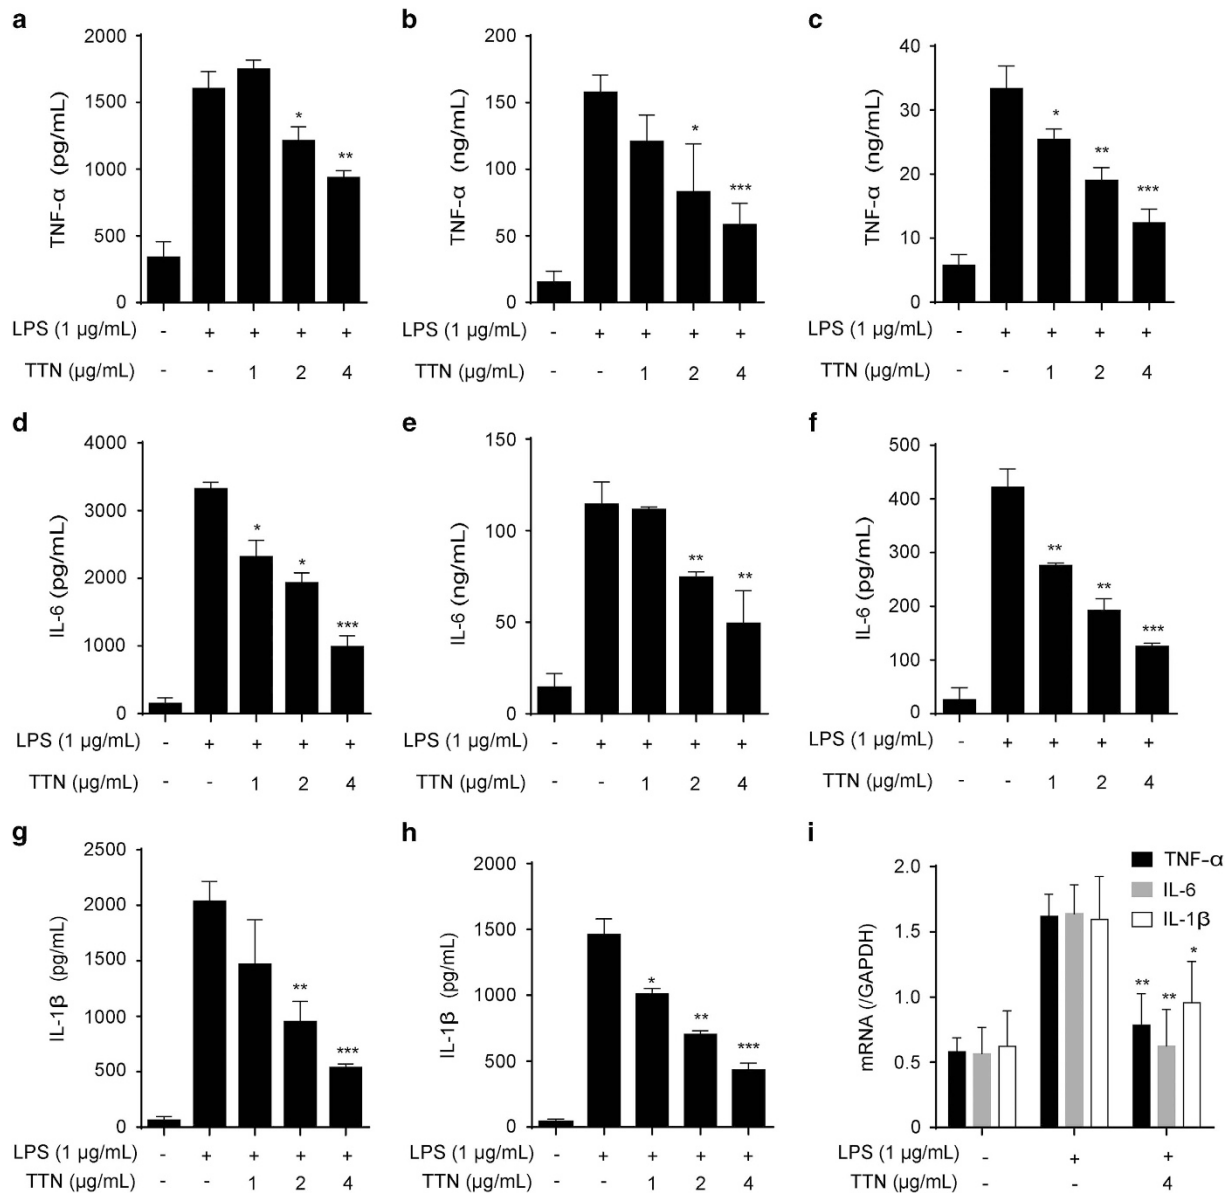 a
2000
1500
1000
500
0
TNF-α (pg/mL)
* **
LPS (1 µg/mL) - + + + +
TTN (µg/mL) - - 1 2 4
b
200
150
100
50
0
TNF-α (ng/mL)
* ***
LPS (1 µg/mL) - + + + +
TTN (µg/mL) - - 1 2 4
c
40
30
20
10
0
TNF-α (ng/mL)
* ** ***
LPS (1 µg/mL) - + + + +
TTN (µg/mL) - - 1 2 4
d
4000
3000
2000
1000
0
IL-6 (pg/mL)
* * ***
LPS (1 µg/mL) - + + + +
TTN (µg/mL) - - 1 2 4
e
150
100
50
0
IL-6 (ng/mL)
** **
LPS (1 µg/mL) - + + + +
TTN (µg/mL) - - 1 2 4
f
500
400
300
200
100
0
IL-6 (pg/mL)
** ** ***
LPS (1 µg/mL) - + + + +
TTN (µg/mL) - - 1 2 4
g
2500
2000
1500
1000
500
0
IL-1β (pg/mL)
** ***
LPS (1 µg/mL) - + + + +
TTN (µg/mL) - - 1 2 4
h
2000
1500
1000
500
0
IL-1β (pg/mL)
* ** ***
LPS (1 µg/mL) - + + + +
TTN (µg/mL) - - 1 2 4
i
2.0
1.5
1.0
0.5
0
mRNA (/GAPDH)
TNF-α
IL-6
IL-1β
** ** *
LPS (1 µg/mL) - + +
TTN (µg/mL) - - 4